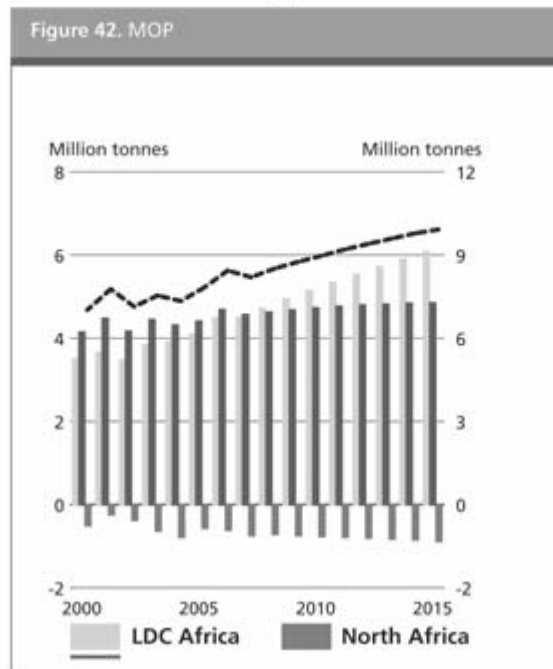 Figure 42. MOP
Million tonnes Million tonnes
8 12
6 9
4 6
2 3
0 0
-2 -2
2000 2005 2010 2015
LDC Africa North Africa